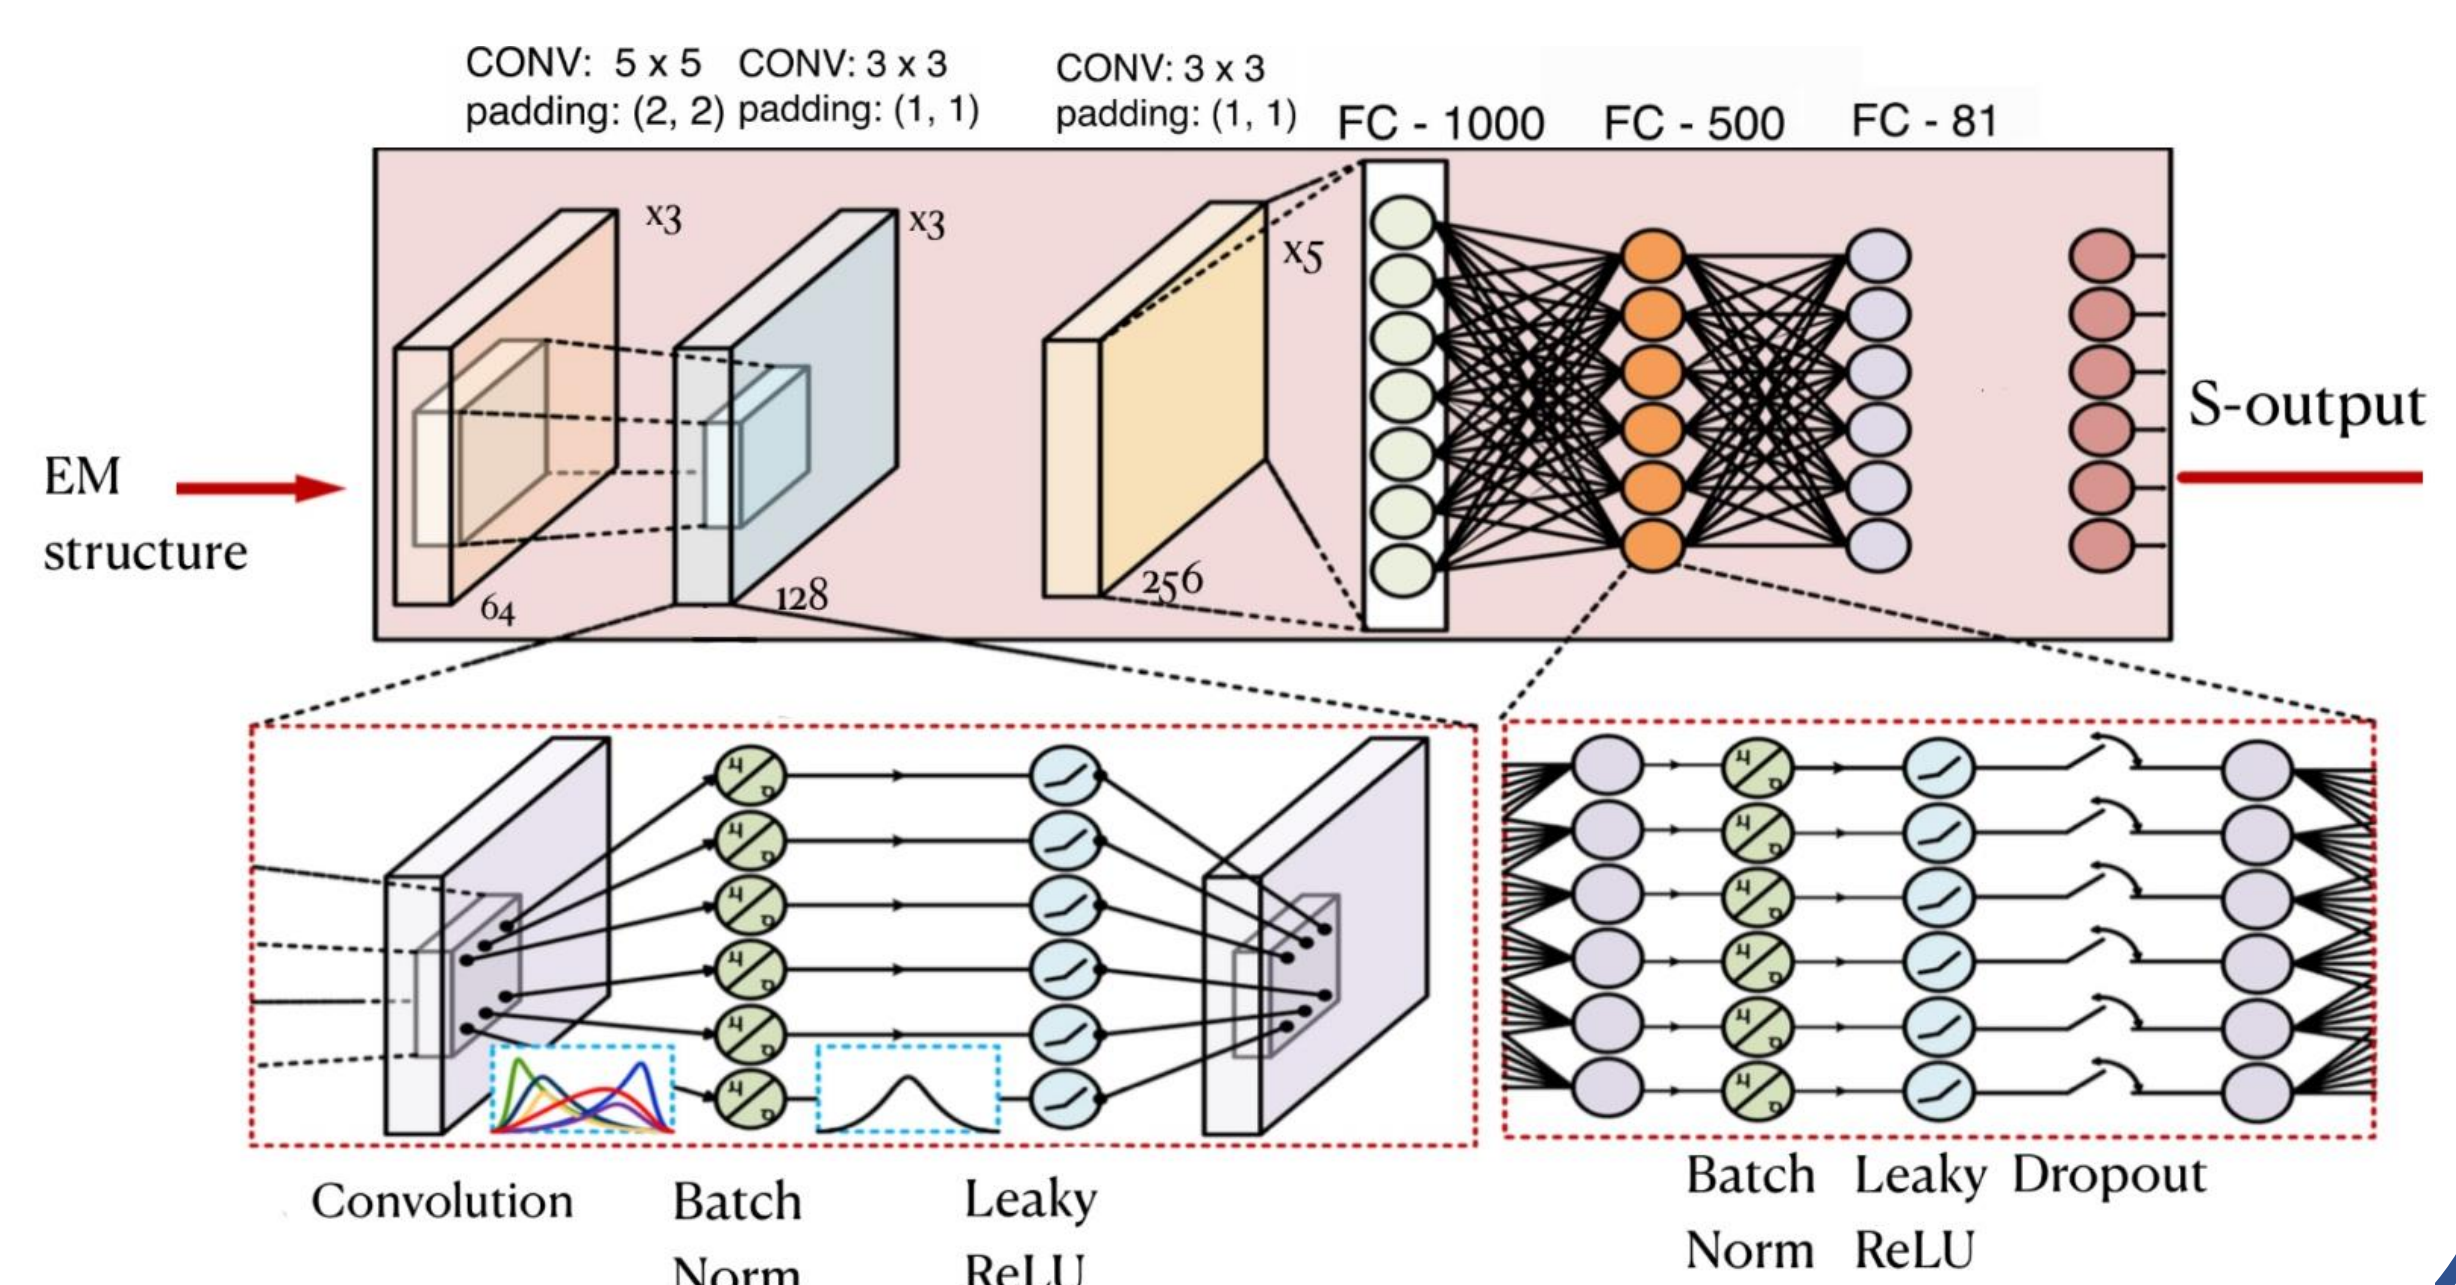 CONV: 5 x 5
padding: (2, 2)
CONV: 3 x 3
padding: (1, 1)
CONV: 3 x 3
padding: (1, 1)
FC - 1000
FC - 500
FC - 81
x3
x3
x5
64
128
256
EM
structure
S-output
Convolution
Batch
Norm
Leaky
ReLU
Batch
Norm
Leaky
ReLU
Dropout